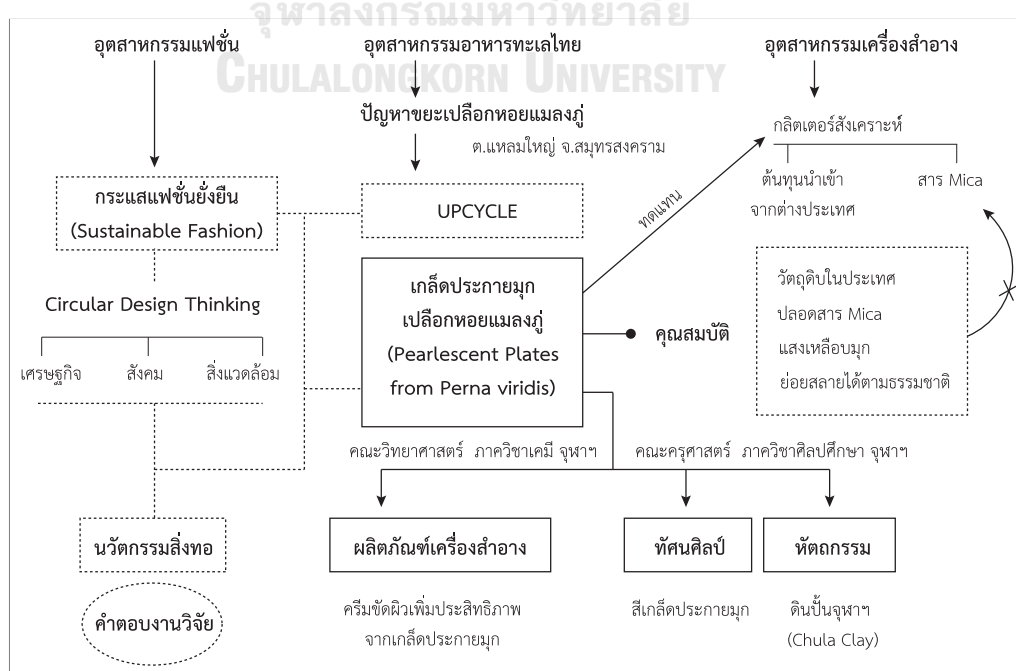 จุฬาลงกรณ์มหาวิทยาลัย
CHULALONGKORN UNIVERSITY
อุตสาหกรรมแฟชั่น
อุตสาหกรรมอาหารทะเลไทย
อุตสาหกรรมเครื่องสำอาง
ปัญหาขยะเปลือกหอยแมลงภู่
ต.แหลมใหญ่ จ.สมุทรสงคราม
กลิตเตอร์สังเคราะห์
ต้นทุนนำเข้า
จากต่างประเทศ
สาร Mica
ทดแทน
กระแสแฟชั่นยั่งยืน
(Sustainable Fashion)
UPCYCLE
เกล็ดประกายมุก
เปลือกหอยแมลงภู่
(Pearlescent Plates
from Perna viridis)
คุณสมบัติ
วัตถุดิบในประเทศ
ปลอดสาร Mica
แสงเหลือบมุก
ย่อยสลายได้ตามธรรมชาติ
Circular Design Thinking
เศรษฐกิจ
สังคม
สิ่งแวดล้อม
คณะวิทยาศาสตร์ ภาควิชาเคมี จุฬาฯ
คณะครุศาสตร์ ภาควิชาศิลปศึกษา จุฬาฯ
นวัตกรรมสิ่งทอ
ผลิตภัณฑ์เครื่องสำอาง
ทัศนศิลป์
หัตถกรรม
คำตอบงานวิจัย
ครีมขัดผิวเพิ่มประสิทธิภาพ
จากเกล็ดประกายมุก
สีเกล็ดประกายมุก
ดินปั้นจุฬาฯ
(Chula Clay)